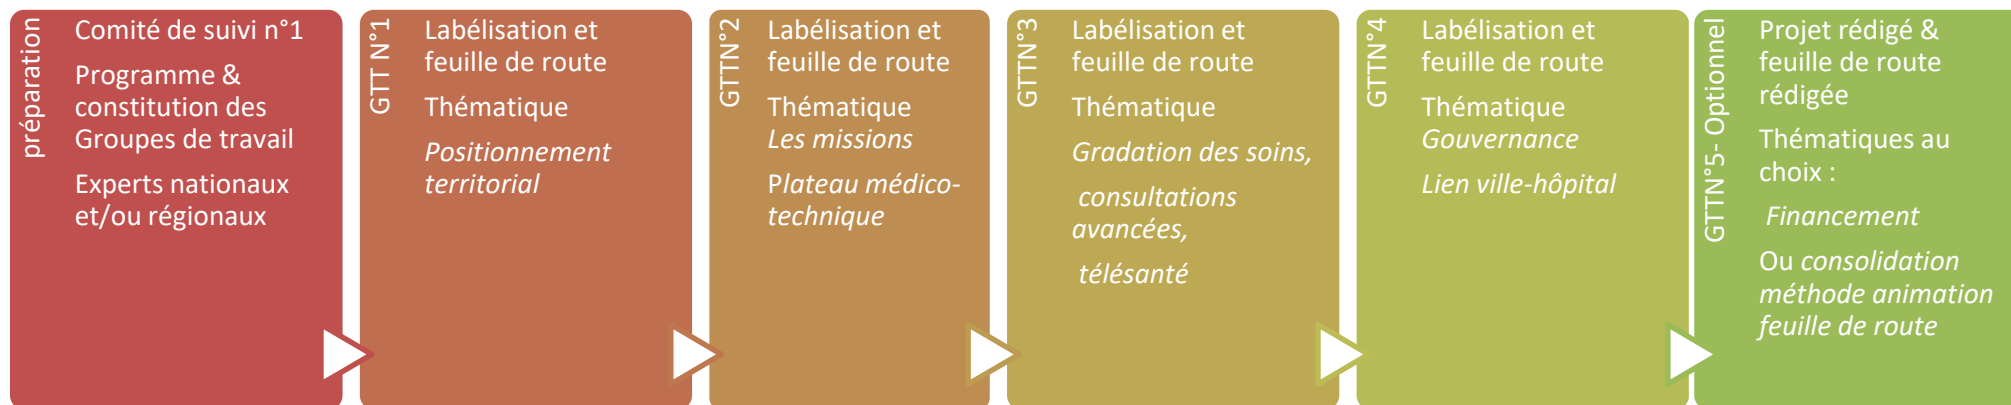 préparation
Comité de suivi n°1
Programme &
constitution des
Groupes de travail
Experts nationaux
et/ou régionaux
GTT N°1
Labélisation et
feuille de route
Thématique
Positionnement
territorial
GTTN°2
Labélisation et
feuille de route
Thématique
Les missions
Plateau médico-
technique
GTTN°3
Labélisation et
feuille de route
Thématique
Gradation des soins,
consultations
avancées,
télésanté
GTTN°4
Labélisation et
feuille de route
Thématique
Gouvernance
Lien ville-hôpital
GTTN°5- Optionnel
Projet rédigé &
feuille de route
rédigée
Thématiques au
choix :
Financement
Ou consolidation
méthode animation
feuille de route